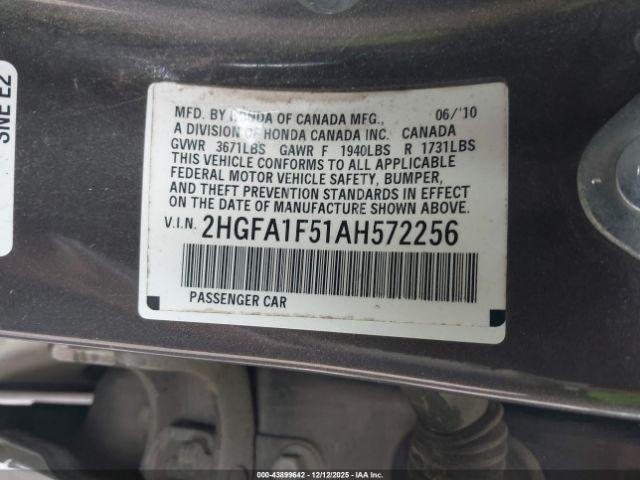 SNE E2
MFD. BY HONDA OF CANADA MFG., 06/'10
A DIVISION OF HONDA CANADA INC. CANADA
GVWR 3671LBS GAWR F 1940LBS R 1731LBS
THIS VEHICLE CONFORMS TO ALL APPLICABLE
FEDERAL MOTOR VEHICLE SAFETY, BUMPER,
AND THEFT PREVENTION STANDARDS IN EFFECT
ON THE DATE OF MANUFACTURE SHOWN ABOVE.
V.I.N. 2HGFA1F51AH572256
PASSENGER CAR
000-43899642 - 12/12/2025 - IAA Inc.